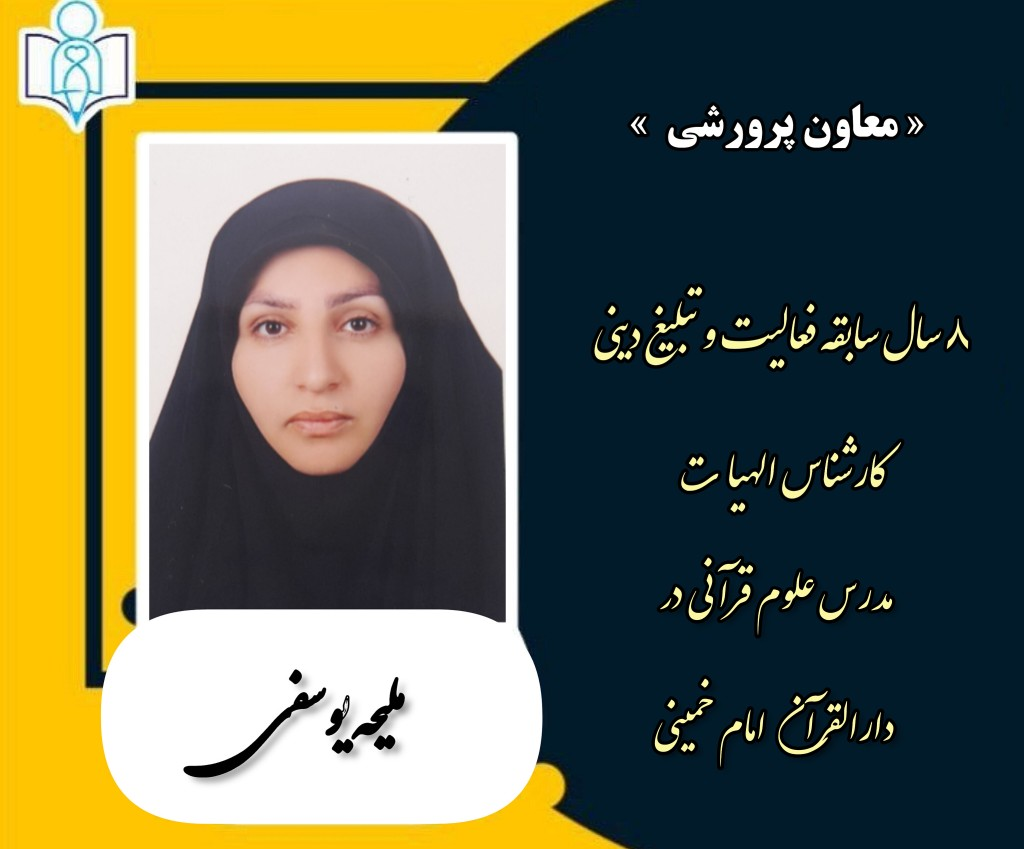 « معاون پرورشی »
۸ سال سابقه فعالیت و تبلیغ دینی
کارشناس الهیات
مدرس علوم قرآنی در
دارالقرآن امام خمینی
ملیحه یوسفی